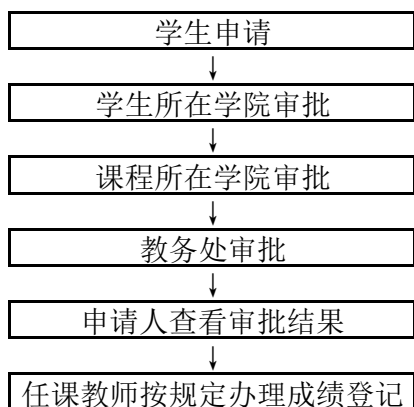 学生申请
学生所在学院审批
课程所在学院审批
教务处审批
申请人查看审批结果
任课教师按规定办理成绩登记